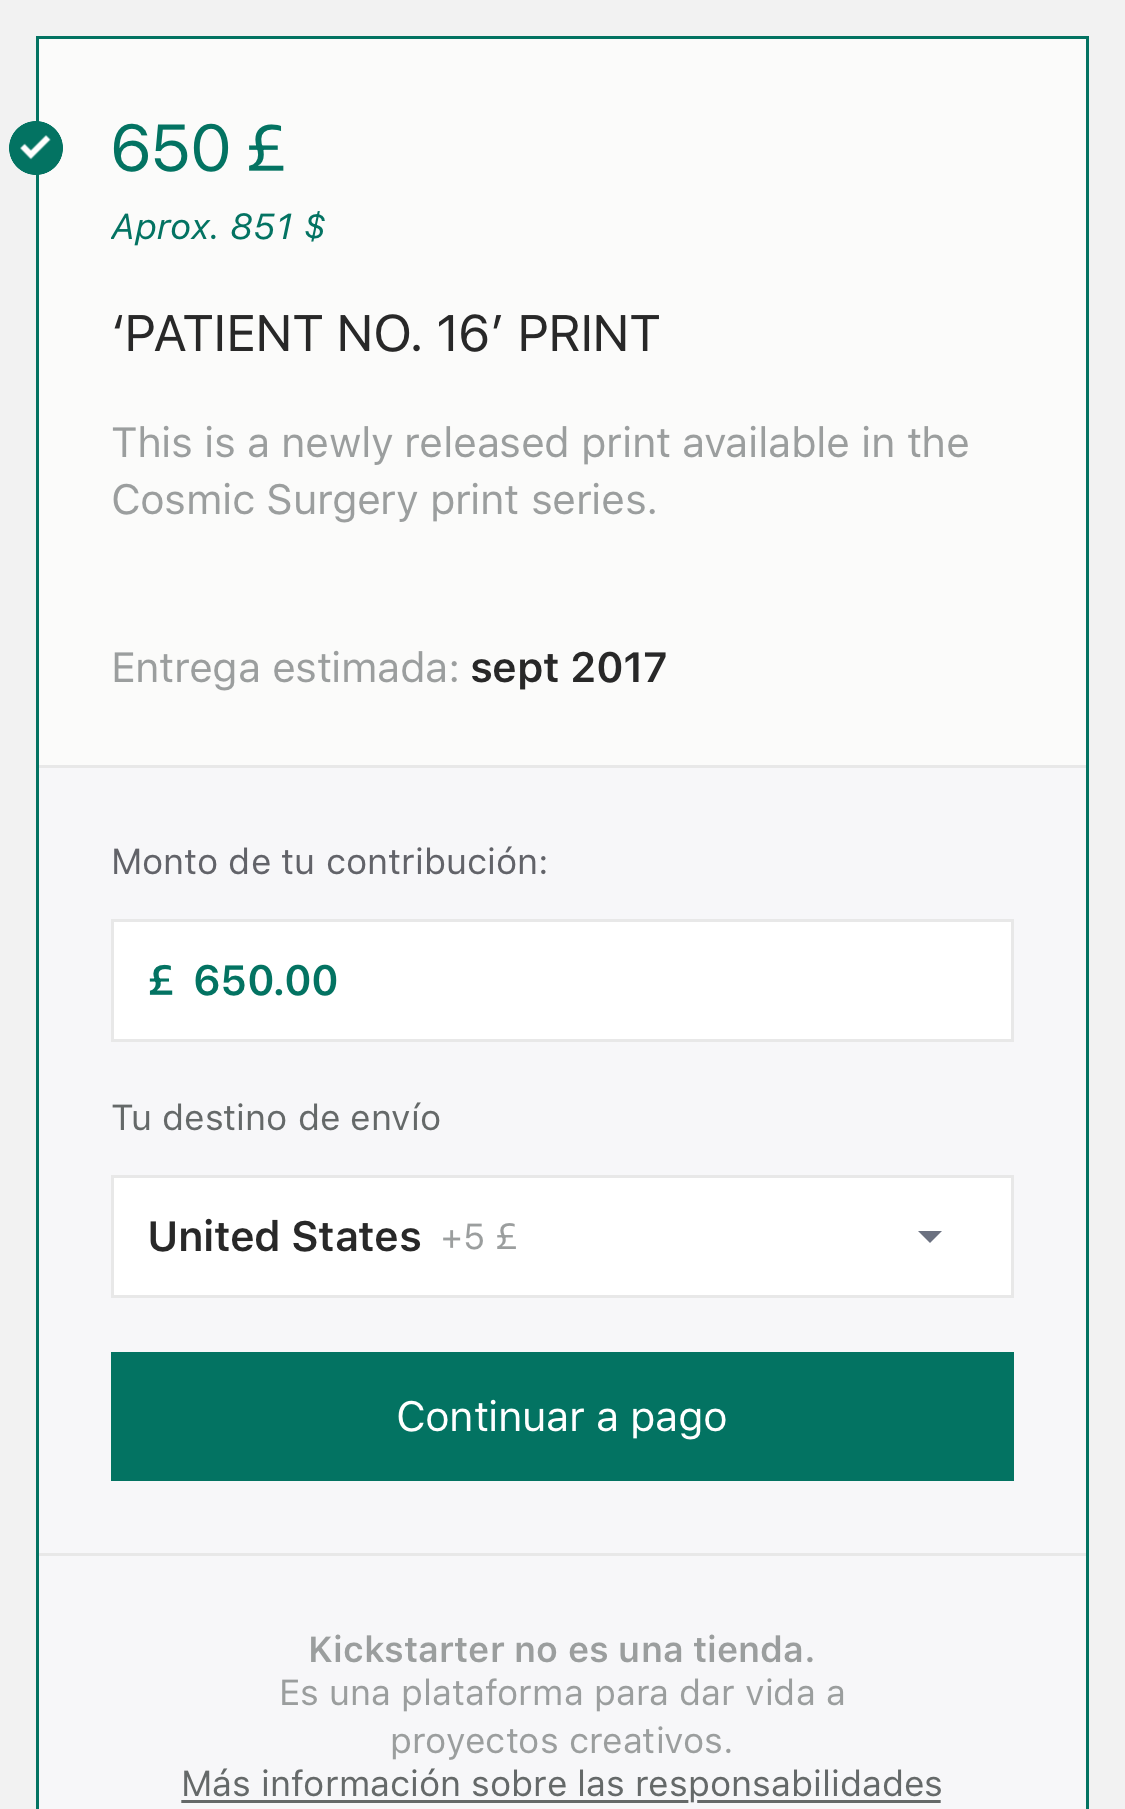 650 £
Aprox. 851 $
‘PATIENT NO. 16’ PRINT
This is a newly released print available in the
Cosmic Surgery print series.
Entrega estimada: sept 2017
Monto de tu contribución:
£ 650.00
Tu destino de envío
United States +5 £
Continuar a pago
Kickstarter no es una tienda.
Es una plataforma para dar vida a
proyectos creativos.
Más información sobre las responsabilidades